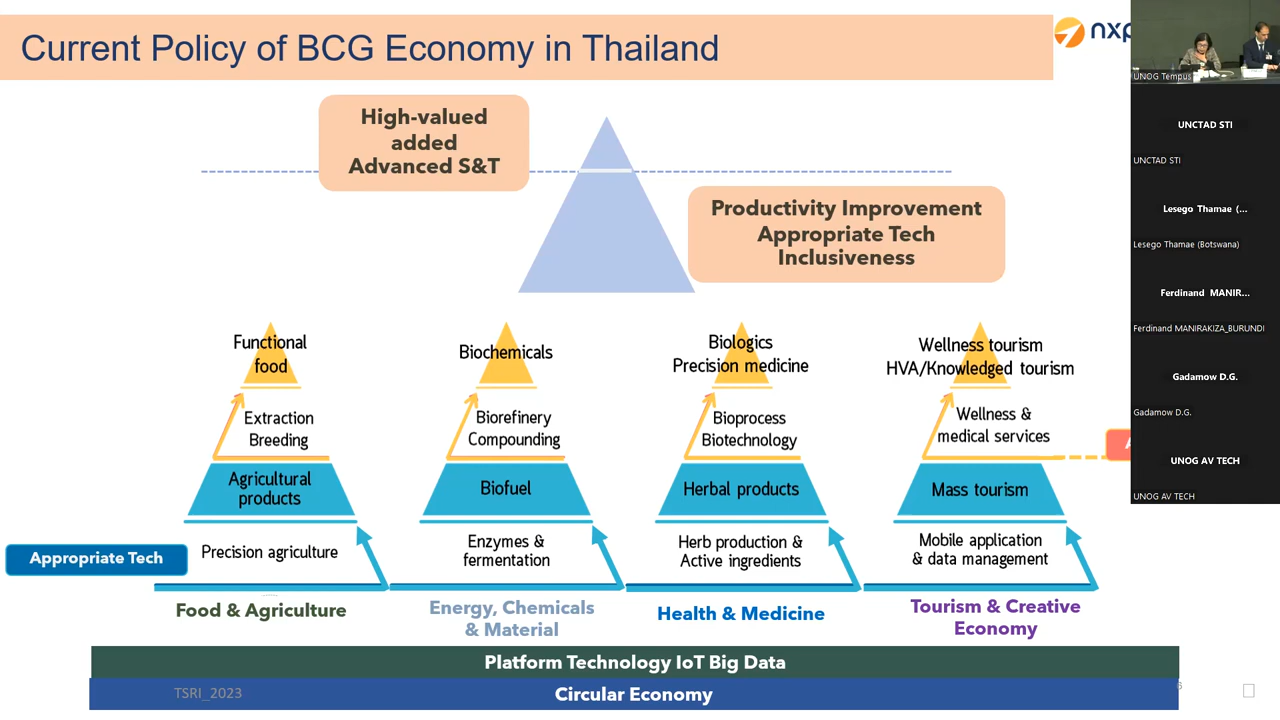 Current Policy of BCG Economy in Thailand
High-valued
added
Advanced S&T
Productivity Improvement
Appropriate Tech
Inclusiveness
Functional
food
Extraction
Breeding
Agricultural
products
Precision agriculture
Food & Agriculture
Biochemicals
Biorefinery
Compounding
Biofuel
Enzymes &
fermentation
Energy, Chemicals
& Material
Biologics
Precision medicine
Bioprocess
Biotechnology
Herbal products
Herb production &
Active ingredients
Health & Medicine
Wellness tourism
HVA/Knowledged tourism
Wellness &
medical services
Mass tourism
Mobile application
& data management
Tourism & Creative
Economy
Appropriate Tech
Platform Technology IoT Big Data
TSRI_2023
Circular Economy
UNOG Tempus
UNCTAD STI
UNCTAD STI
Lesego Thamae (...
Lesego Thamae (Botswana)
Ferdinand MANIR...
Ferdinand MANIRAKIZA_BURUNDI
Gadamow D.G.
Gadamow D.G.
UNOG AV TECH
UNOG AV TECH